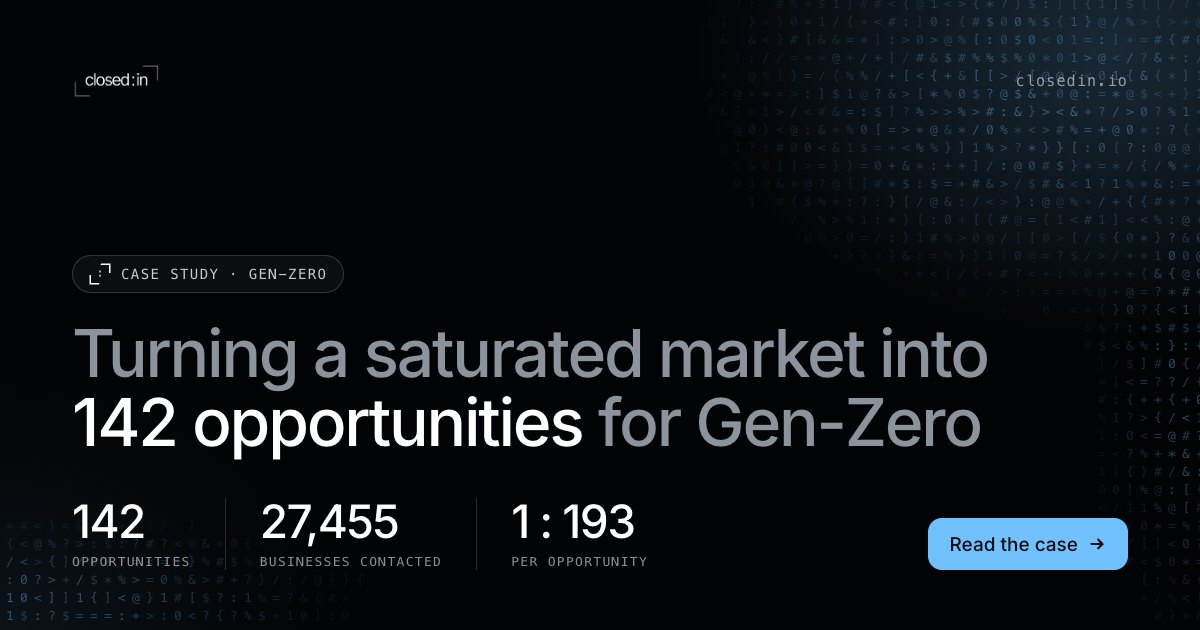 closed:in
closedin.io
CASE STUDY · GEN-ZERO
Turning a saturated market into
142 opportunities for Gen-Zero
142
27,455
1 : 193
OPPORTUNITIES
BUSINESSES CONTACTED
PER OPPORTUNITY
Read the case →